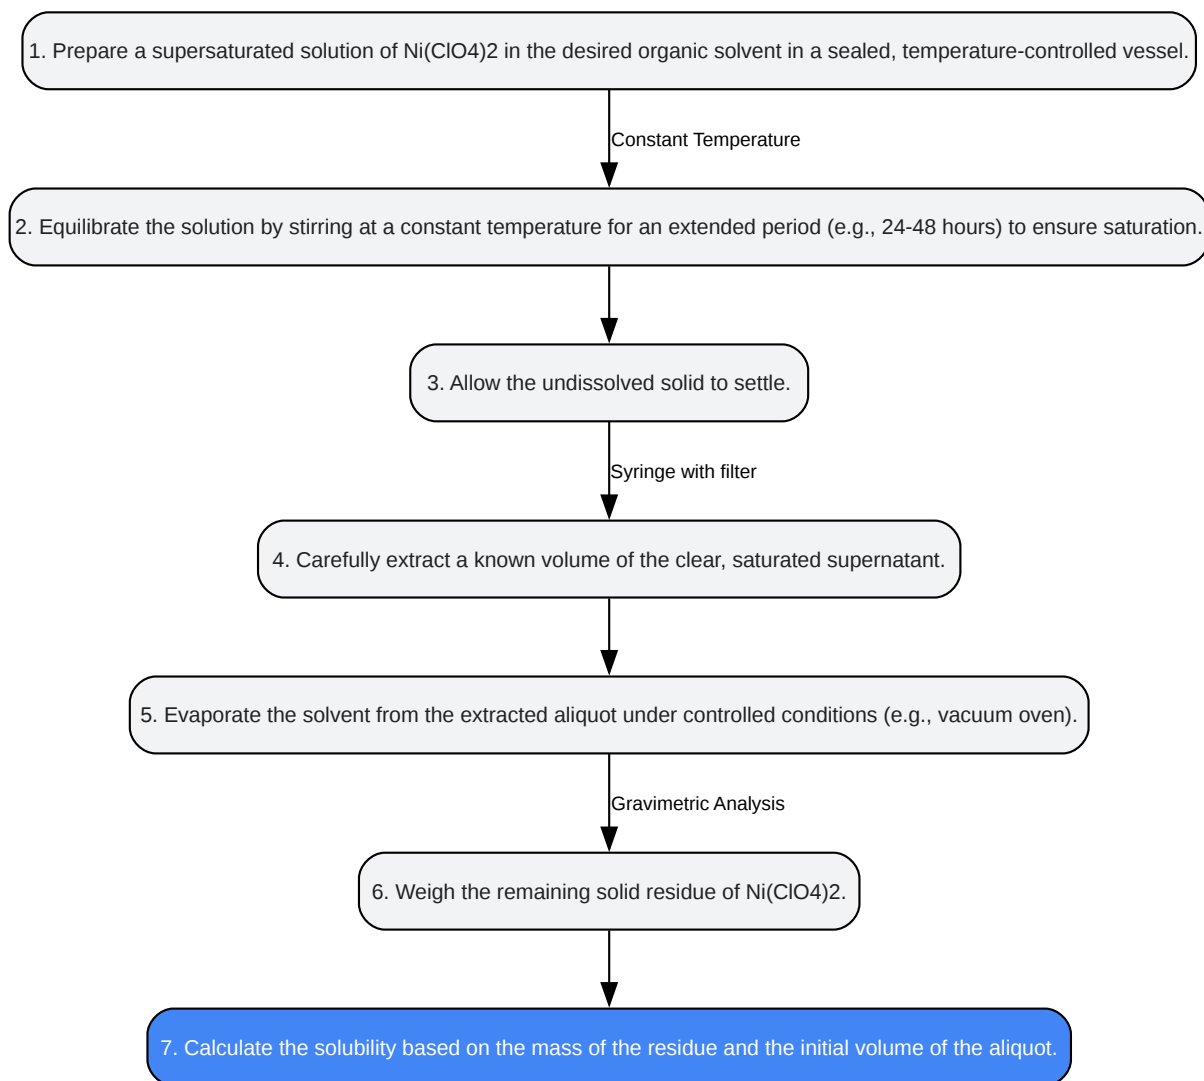 1. Prepare a supersaturated solution of Ni(ClO4)2 in the desired organic solvent in a sealed, temperature-controlled vessel.
Constant Temperature
2. Equilibrate the solution by stirring at a constant temperature for an extended period (e.g., 24-48 hours) to ensure saturation.
3. Allow the undissolved solid to settle.
Syringe with filter
4. Carefully extract a known volume of the clear, saturated supernatant.
5. Evaporate the solvent from the extracted aliquot under controlled conditions (e.g., vacuum oven).
Gravimetric Analysis
6. Weigh the remaining solid residue of Ni(ClO4)2.
7. Calculate the solubility based on the mass of the residue and the initial volume of the aliquot.